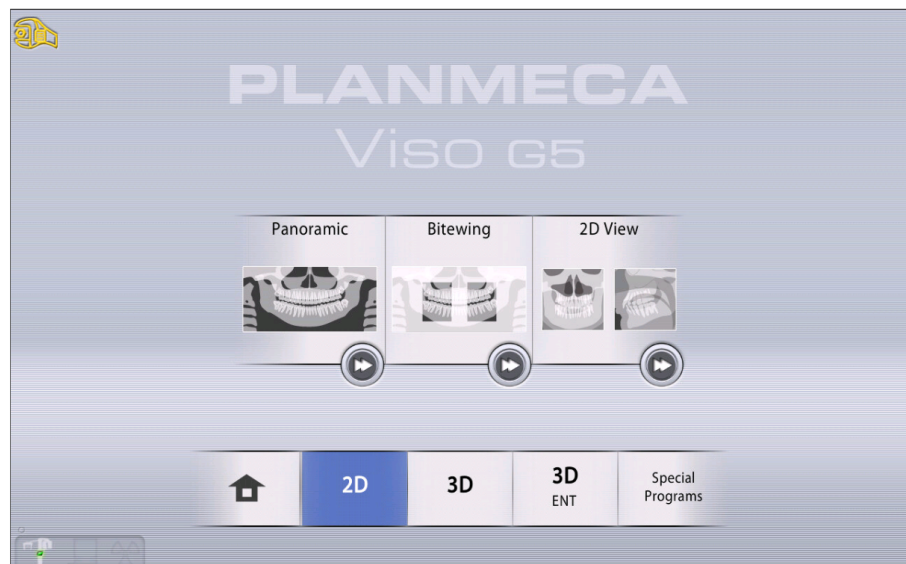 PLANMECA
Viso G5
Panoramic
Bitewing
2D View
2D
3D
3D
ENT
Special
Programs